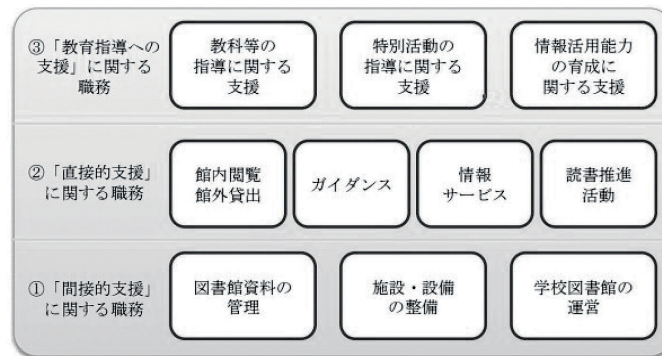 ③「教育指導への
支援」に関する
職務
教科等の
指導に関する
支援
特別活動の
指導に関する
支援
情報活用能力
の育成に
関する支援
②「直接的支援」
に関する職務
館内閲覧
館外貸出
ガイダンス
情報
サービス
読書推進
活動
①「間接的支援」
に関する職務
図書館資料の
管理
施設・設備
の整備
学校図書館の
運営